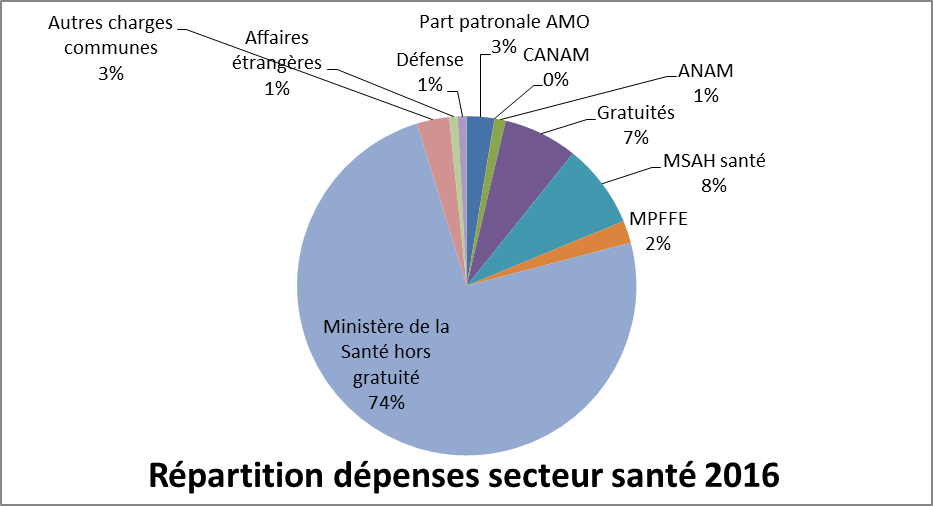 Autres charges
communes
3%
Affaires
étrangères
1%
Défense
1%
Part patronale AMO
3%
CANAM
0%
ANAM
1%
Gratuités
7%
MSAH santé
8%
MPFFE
2%
Ministère de la
Santé hors
gratuité
74%
Répartition dépenses secteur santé 2016